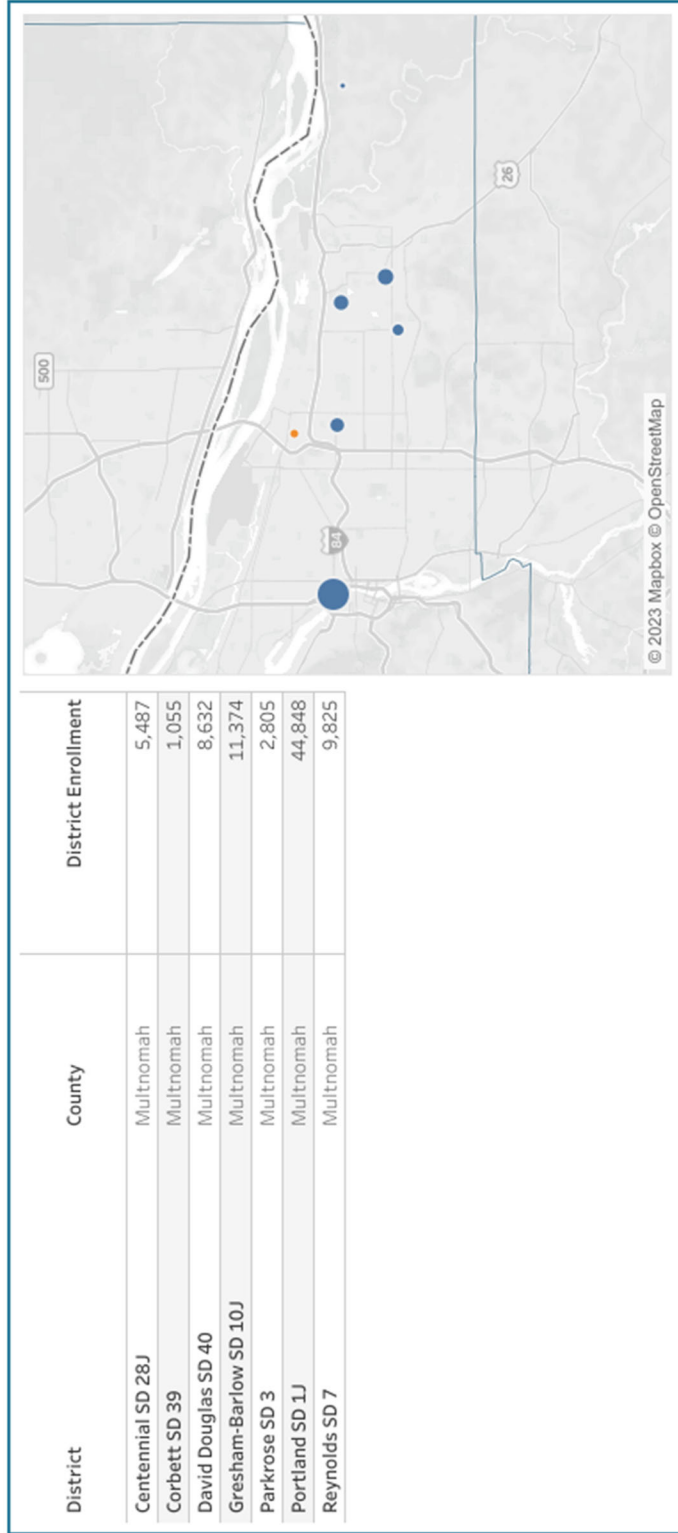 District County District Enrollment
Centennial SD 28J Multnomah 5,487
Corbett SD 39 Multnomah 1,055
David Douglas SD 40 Multnomah 8,632
Gresham-Barlow SD 10J Multnomah 11,374
Parkrose SD 3 Multnomah 2,805
Portland SD 1J Multnomah 44,848
Reynolds SD 7 Multnomah 9,825
500
84
26
© 2023 Mapbox © OpenStreetMap